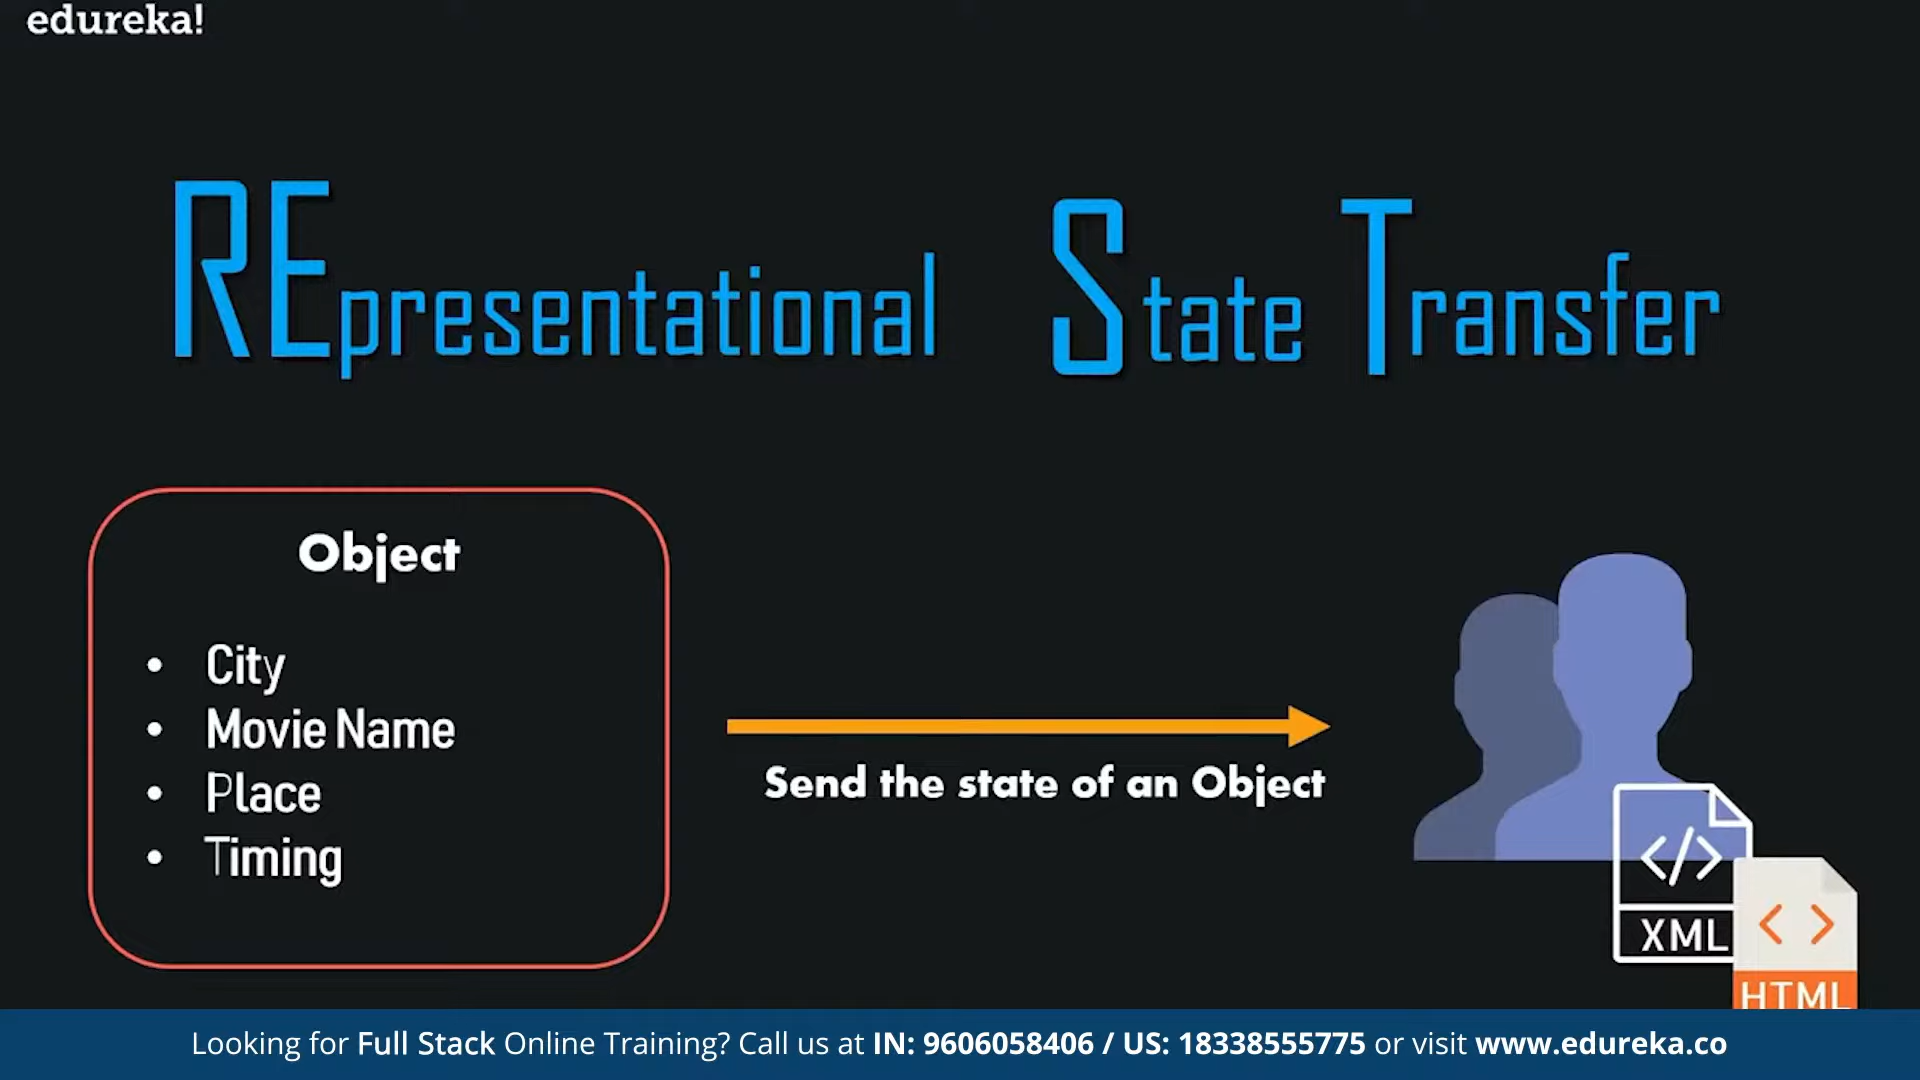 edureka!
REpresentational State Transfer
Object
• City
• Movie Name
• Place
• Timing
Send the state of an Object
</>
XML
< >
HTML
Looking for Full Stack Online Training? Call us at IN: 9606058406 / US: 18338555775 or visit www.edureka.co